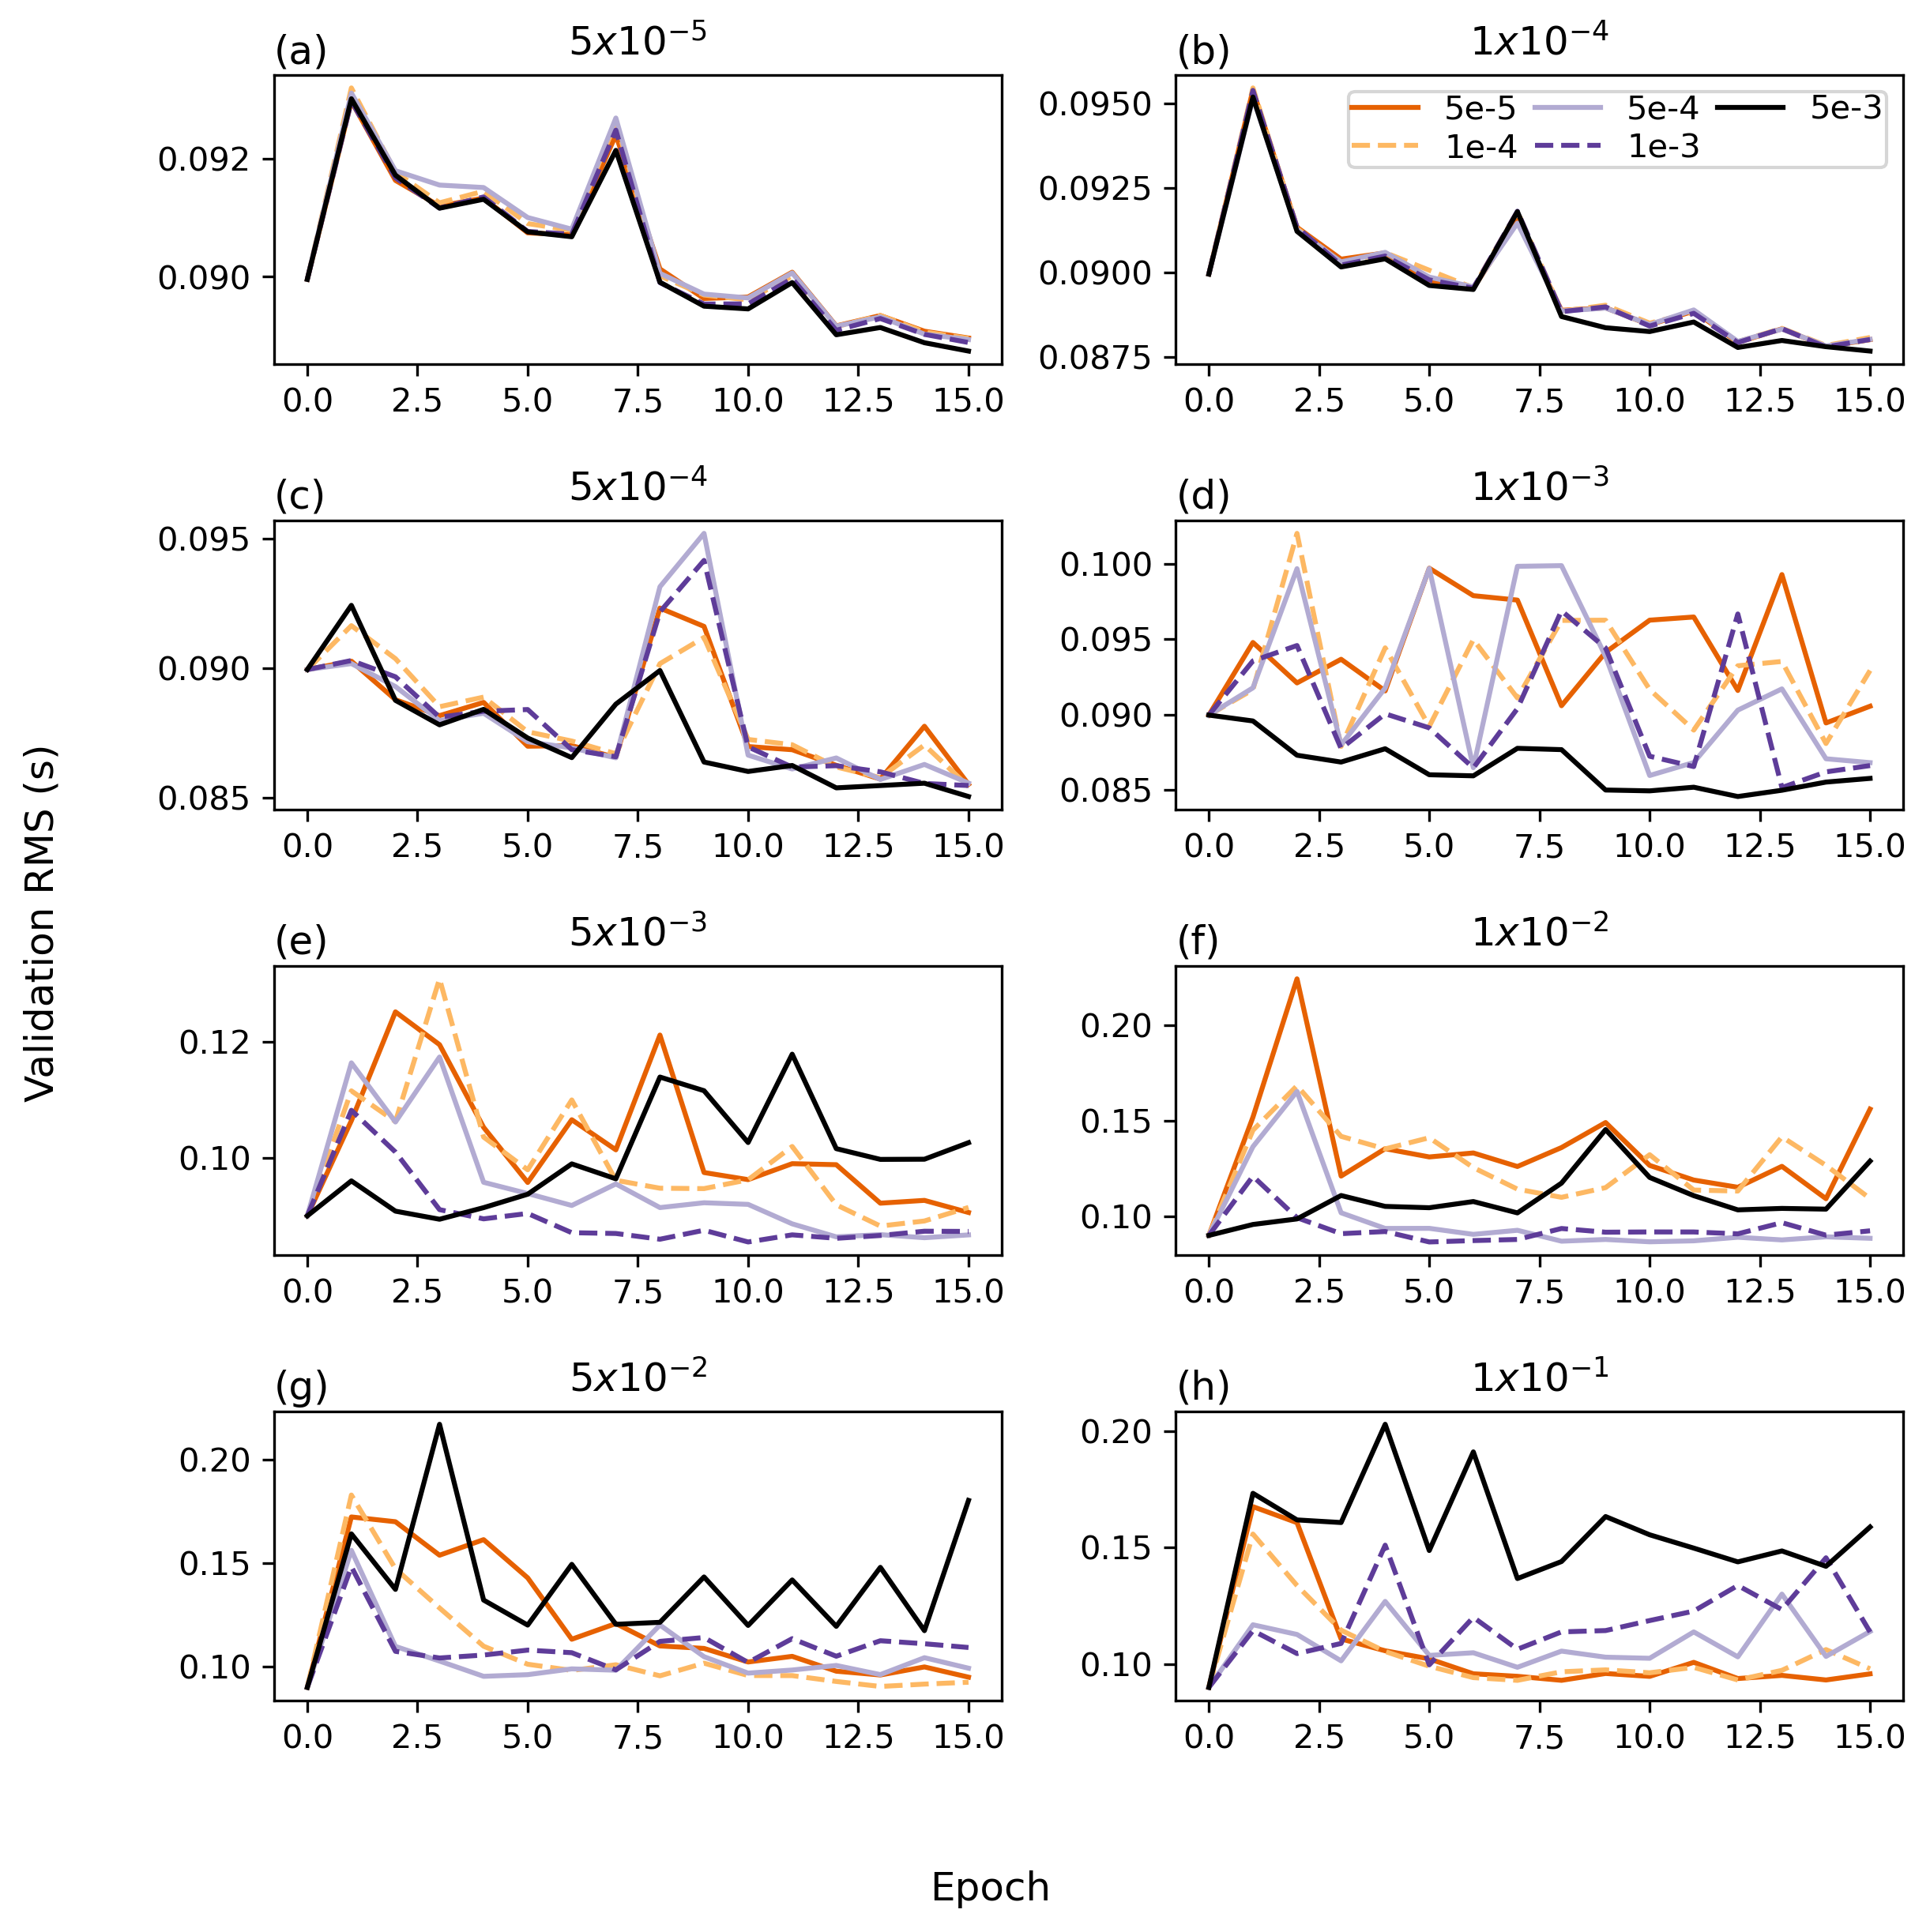 (a) 5x10⁻⁵
(b) 1x10⁻⁴
0.092
0.090
0.0 2.5 5.0 7.5 10.0 12.5 15.0
0.0950
0.0925
0.0900
0.0875
5e-5 5e-4 5e-3
1e-4 1e-3
0.0 2.5 5.0 7.5 10.0 12.5 15.0
(c) 5x10⁻⁴
(d) 1x10⁻³
0.095
0.090
0.085
0.0 2.5 5.0 7.5 10.0 12.5 15.0
0.100
0.095
0.090
0.085
0.0 2.5 5.0 7.5 10.0 12.5 15.0
Validation RMS (s)
(e) 5x10⁻³
(f) 1x10⁻²
0.12
0.10
0.0 2.5 5.0 7.5 10.0 12.5 15.0
0.20
0.15
0.10
0.0 2.5 5.0 7.5 10.0 12.5 15.0
(g) 5x10⁻²
(h) 1x10⁻¹
0.20
0.15
0.10
0.0 2.5 5.0 7.5 10.0 12.5 15.0
0.20
0.15
0.10
0.0 2.5 5.0 7.5 10.0 12.5 15.0
Epoch